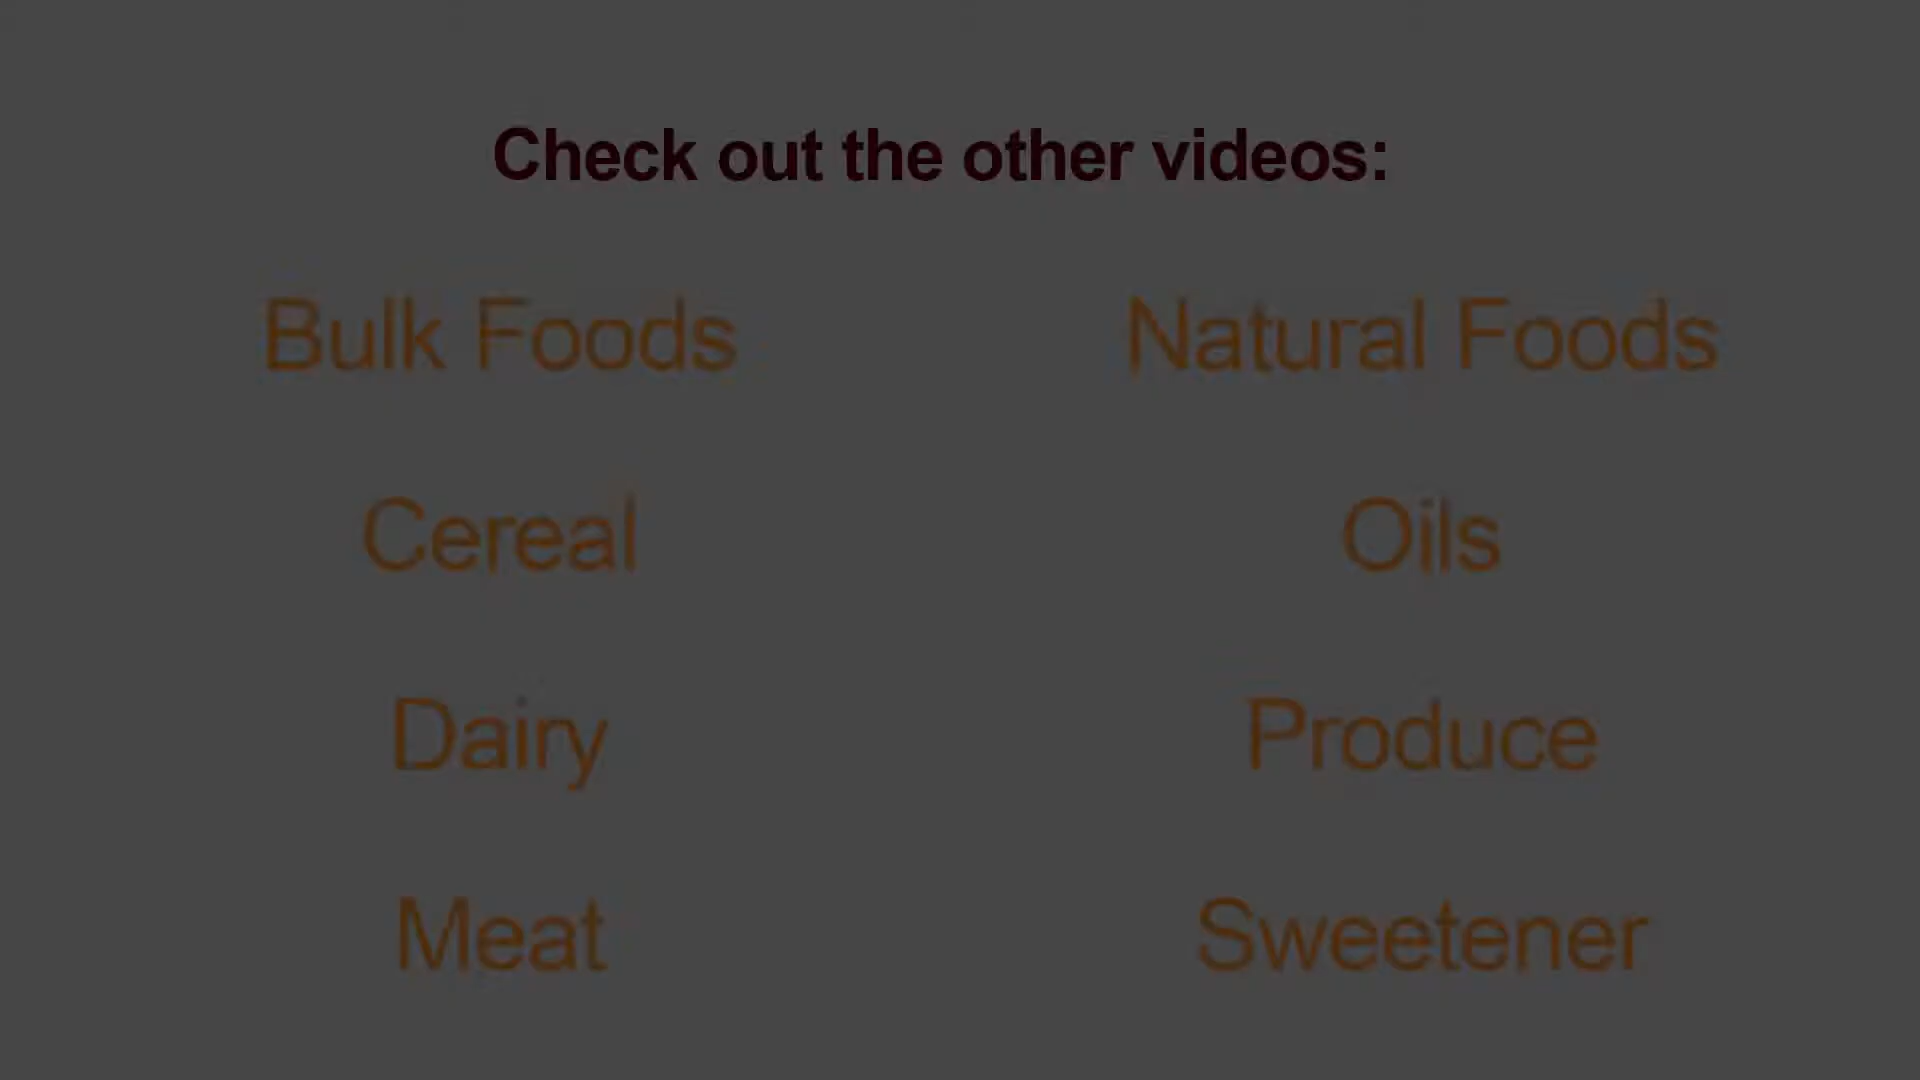 Check out the other videos:
Bulk Foods
Natural Foods
Cereal
Oils
Dairy
Produce
Meat
Sweetener